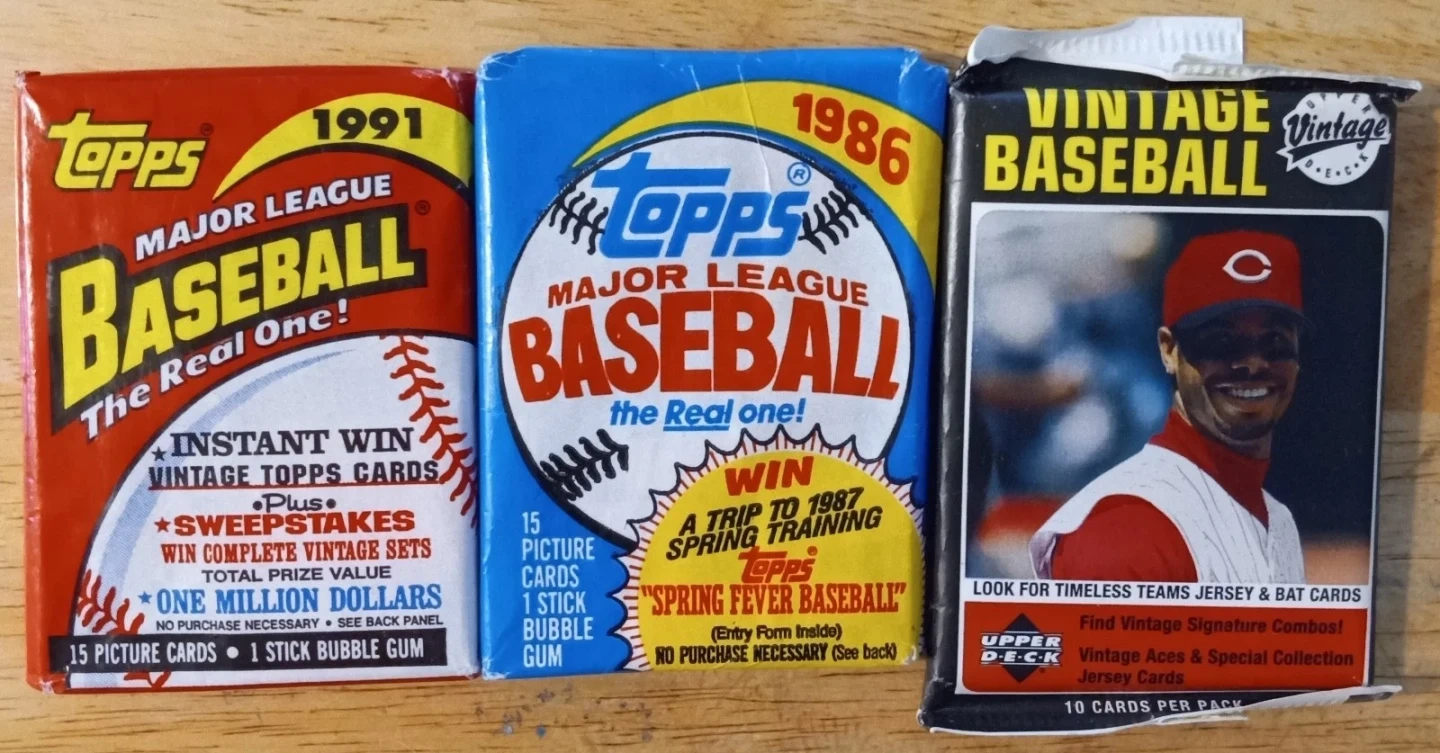 Topps®
1991
MAJOR LEAGUE
BASEBALL®
The Real One!
INSTANT WIN
VINTAGE TOPPS CARDS
•Plus•
SWEEPSTAKES
WIN COMPLETE VINTAGE SETS
TOTAL PRIZE VALUE
ONE MILLION DOLLARS
NO PURCHASE NECESSARY • SEE BACK PANEL
15 PICTURE CARDS • 1 STICK BUBBLE GUM
1986
Topps®
MAJOR LEAGUE
BASEBALL
the Real one!
WIN
A TRIP TO 1987
SPRING TRAINING
Topps®
"SPRING FEVER BASEBALL"
(Entry Form Inside)
NO PURCHASE NECESSARY (See back)
15
PICTURE
CARDS
1 STICK
BUBBLE
GUM
VINTAGE
BASEBALL
UPPER
Vintage
D•E•C•K
C
LOOK FOR TIMELESS TEAMS JERSEY & BAT CARDS
UPPER
D•E•C•K
Find Vintage Signature Combos!
Vintage Aces & Special Collection
Jersey Cards
10 CARDS PER PACK